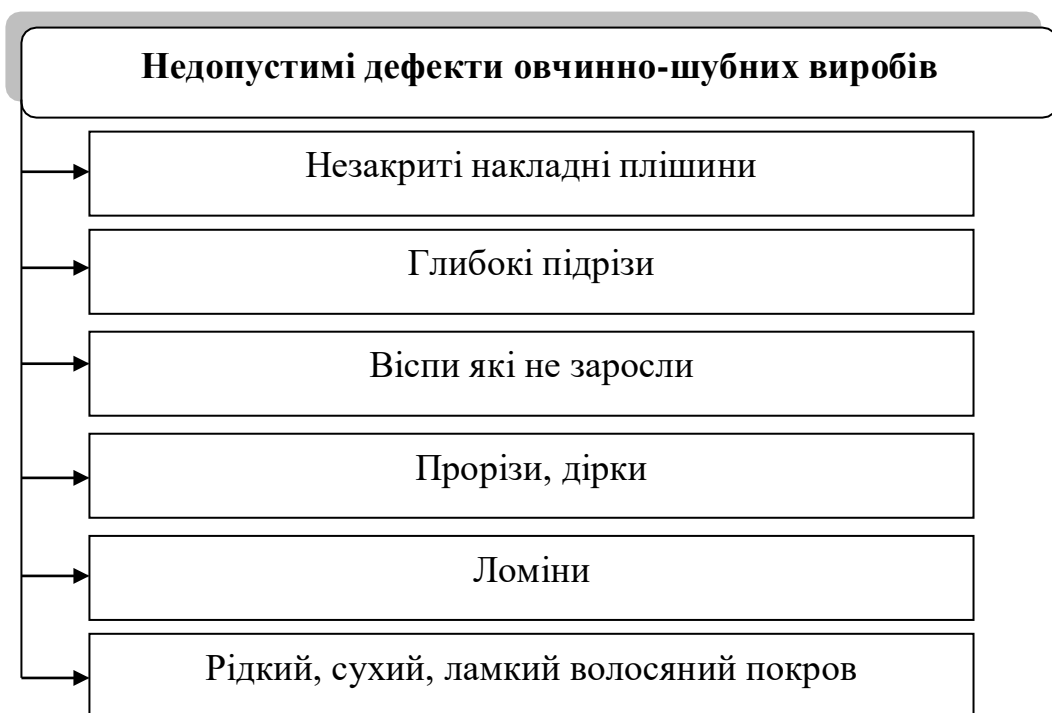 Недопустимі дефекти овчинно-шубних виробів
Незакриті накладні плішини
Глибокі підрізи
Віспи які не заросли
Прорізи, дірки
Ломіни
Рідкий, сухий, ламкий волосяний покров